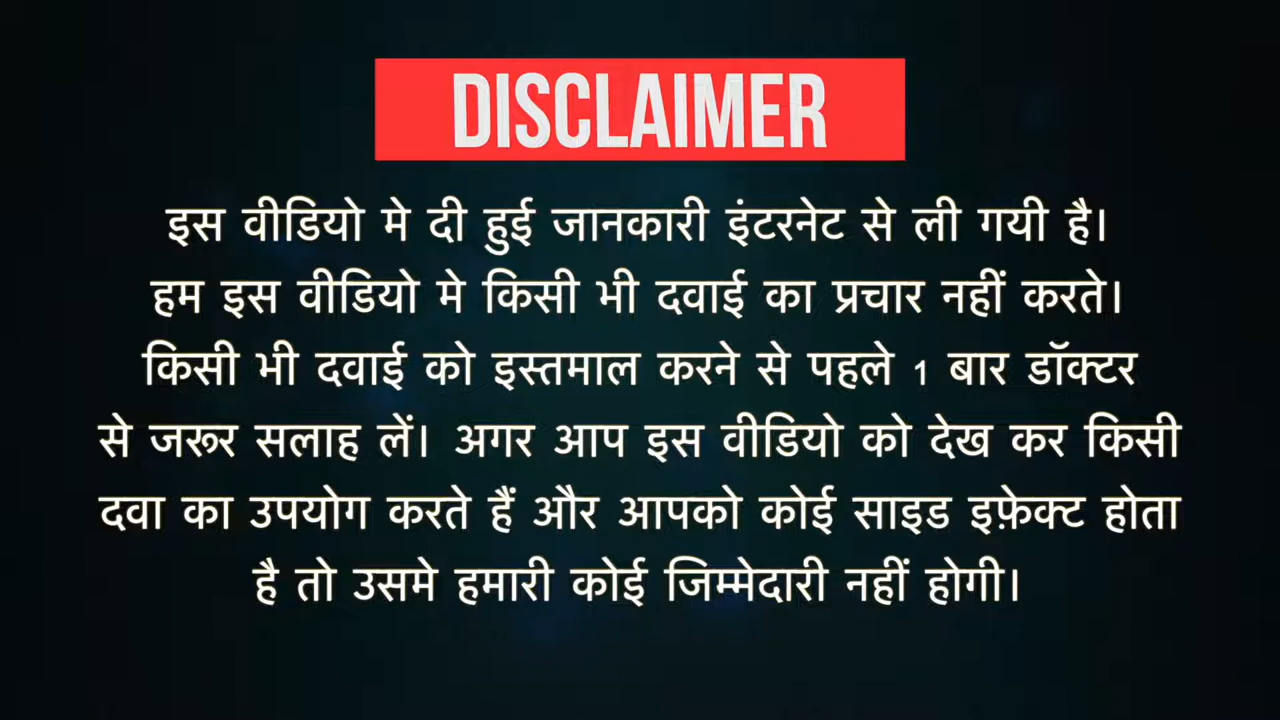 DISCLAIMER
इस वीडियो मे दी हुई जानकारी इंटरनेट से ली गयी है।
हम इस वीडियो मे किसी भी दवाई का प्रचार नहीं करते।
किसी भी दवाई को इस्तमाल करने से पहले 1 बार डॉक्टर
से जरूर सलाह लें। अगर आप इस वीडियो को देख कर किसी
दवा का उपयोग करते हैं और आपको कोई साइड इफ़ेक्ट होता
है तो उसमे हमारी कोई जिम्मेदारी नहीं होगी।